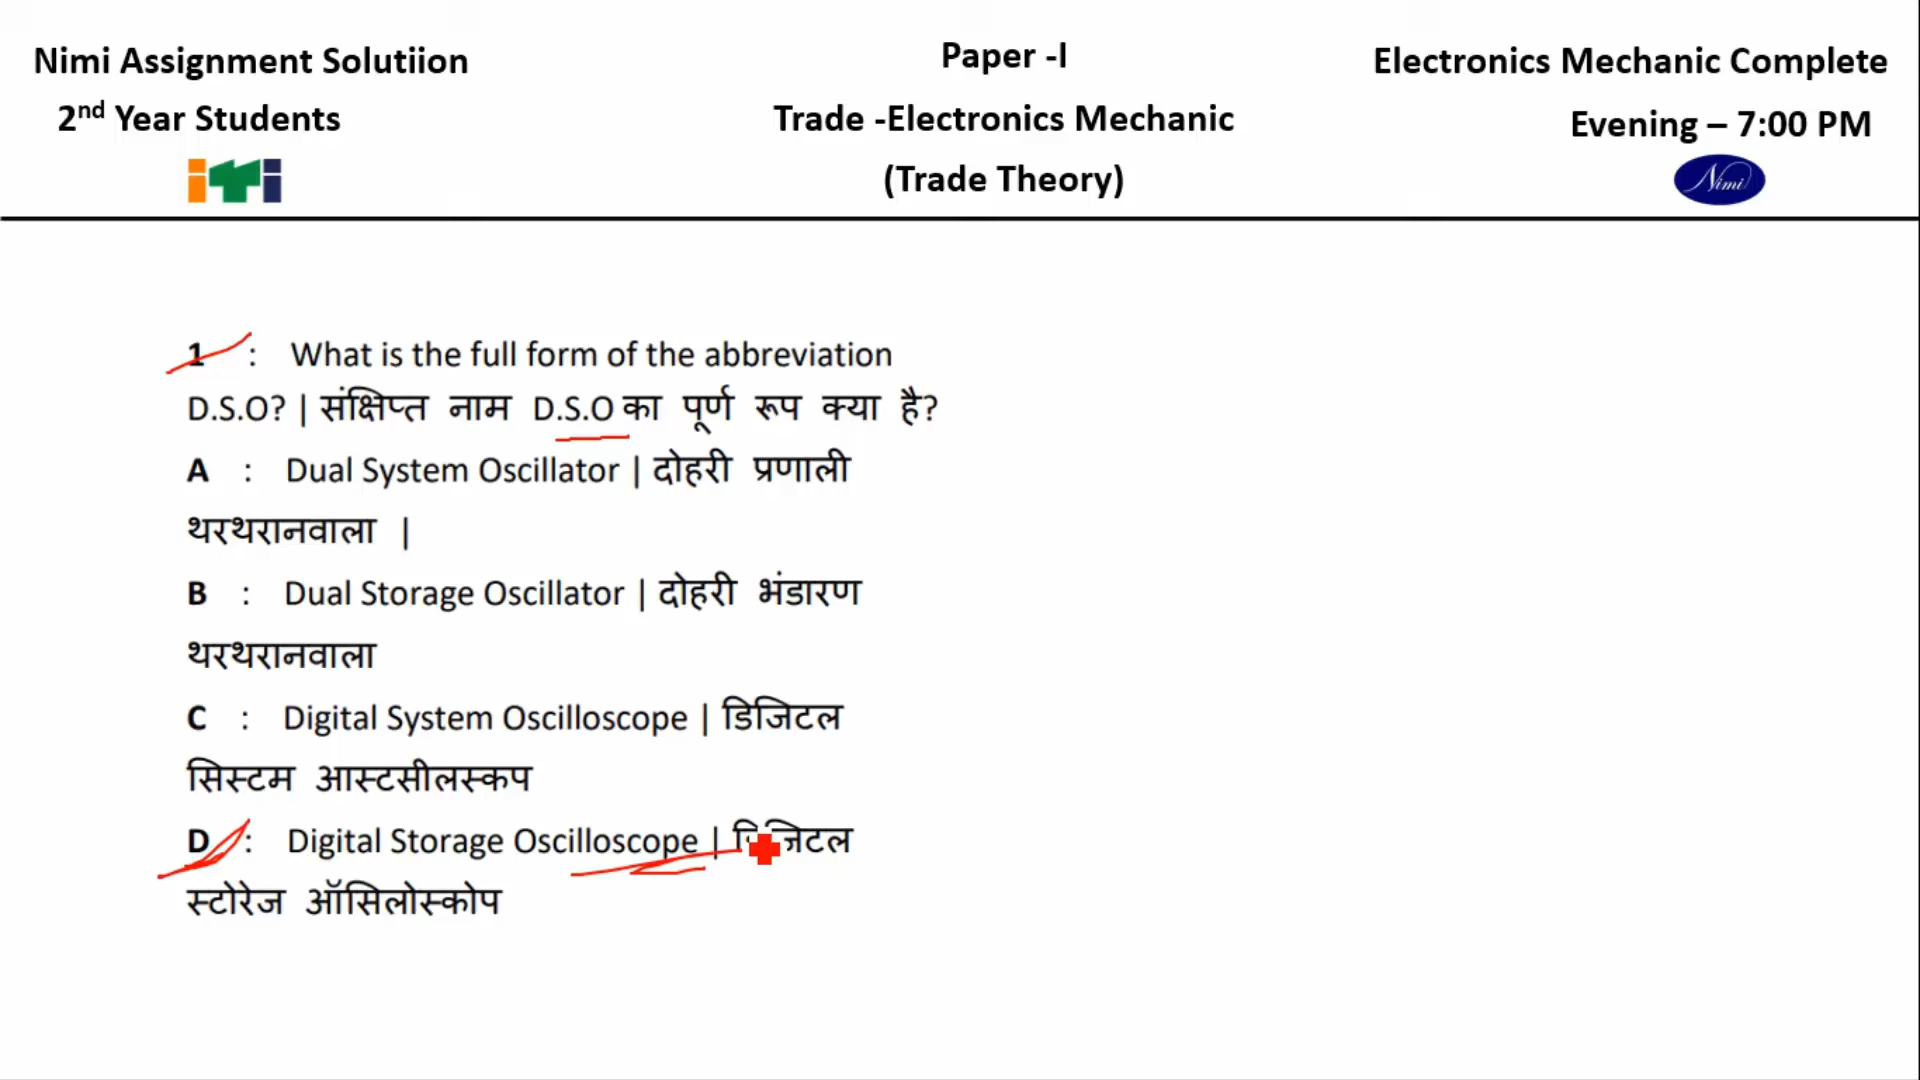 Nimi Assignment Solutiion
2nd Year Students
iTi
Paper -I
Trade -Electronics Mechanic
(Trade Theory)
Electronics Mechanic Complete
Evening – 7:00 PM
Nimi
1 : What is the full form of the abbreviation
D.S.O? | संक्षिप्त नाम D.S.O का पूर्ण रूप क्या है?
A : Dual System Oscillator | दोहरी प्रणाली
थरथरानवाला |
B : Dual Storage Oscillator | दोहरी भंडारण
थरथरानवाला
C : Digital System Oscilloscope | डिजिटल
सिस्टम आस्टसीलस्कप
D : Digital Storage Oscilloscope | डिजिटल
स्टोरेज ऑसिलोस्कोप